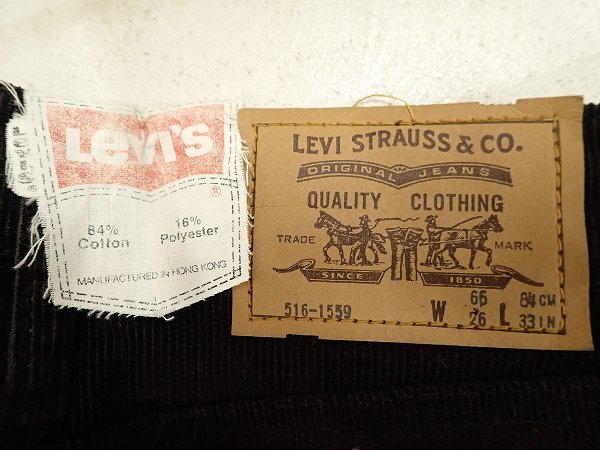 Levi's
®
84% 16%
Cotton Polyester
MANUFACTURED IN HONG KONG
LEVI STRAUSS & CO.
ORIGINAL JEANS
QUALITY CLOTHING
TRADE MARK
SINCE 1850
516-1559 W 66 L 84 CM
26 33 IN